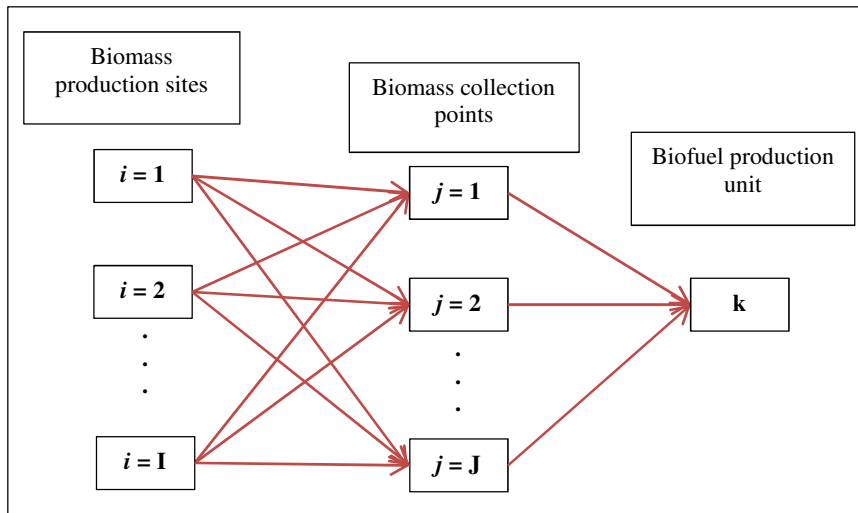 Biomass
production sites
Biomass collection
points
Biofuel production
unit
i = 1
j = 1
i = 2
j = 2
k
i = I
j = J